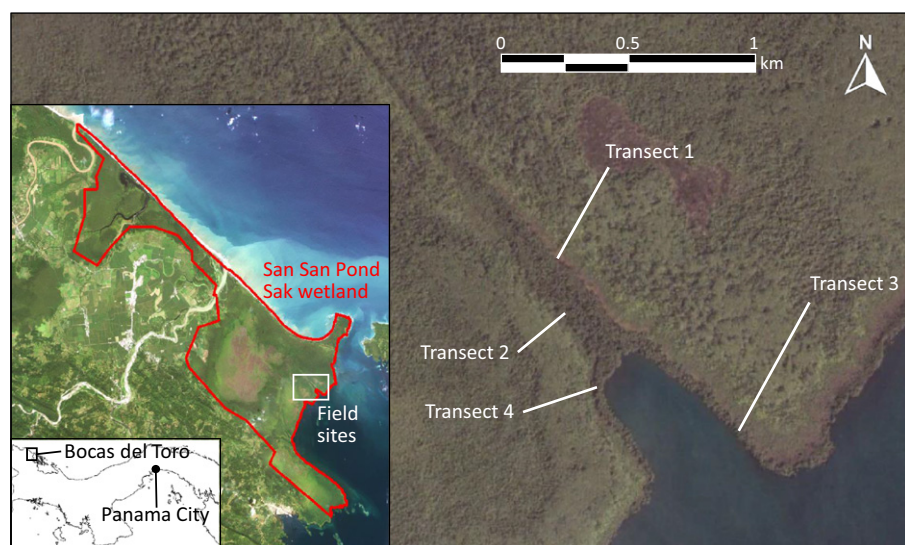 0 0.5 1
km
N
Transect 1
Transect 3
San San Pond
Sak wetland
Transect 2
Transect 4
Field
sites
Bocas del Toro
Panama City